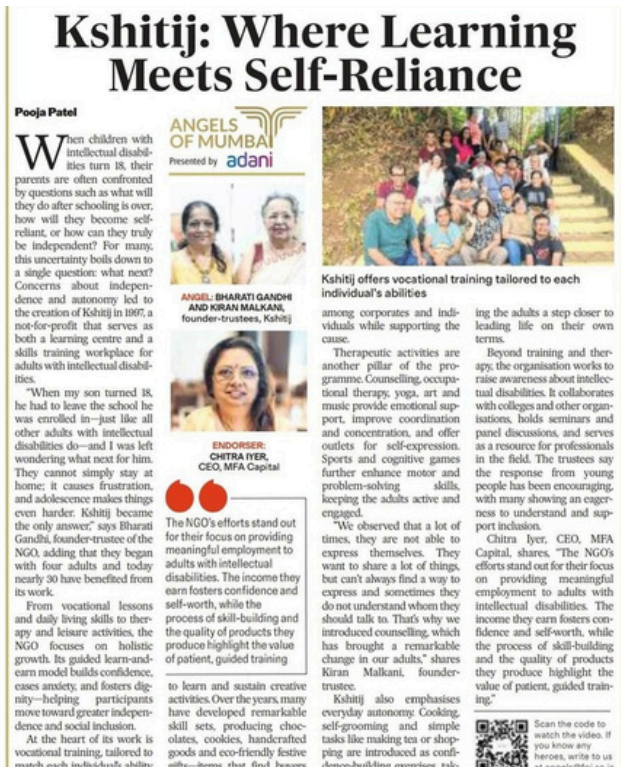 Kshitij: Where Learning
Meets Self-Reliance
Pooja Patel
When children with
intellectual disabil-
ities turn 18, their
parents are often confronted
by questions such as what will
they do after schooling is over,
how will they become self-
reliant, or how can they truly
be independent? For many,
this uncertainty boils down to
a single question: what next?
Concerns about indepen-
dence and autonomy led to
the creation of Kshitij in 1997, a
not-for-profit that serves as
both a learning centre and a
skills training workplace for
adults with intellectual disabil-
ities.
"When my son turned 18,
he had to leave the school he
was enrolled in—just like all
other adults with intellectual
disabilities do—and I was left
wondering what next for him.
They cannot simply stay at
home; it causes frustration,
and adolescence makes things
even harder. Kshitij became
the only answer," says Bharati
Gandhi, founder-trustee of the
NGO, adding that they began
with four adults and today
nearly 30 have benefited from
its work.
From vocational lessons
and daily living skills to ther-
apy and leisure activities, the
NGO focuses on holistic
growth. Its guided learn-and-
earn model builds confidence,
eases anxiety, and fosters dig-
nity—helping participants
move toward greater indepen-
dence and social inclusion.
At the heart of its work is
vocational training, tailored to
match each individual's ability
ANGELS
OF MUMBAI
Presented by adani
ANGEL: BHARATI GANDHI
AND KIRAN MALKANI,
founder-trustees, Kshitij
ENDORSER:
CHITRA IYER,
CEO, MFA Capital
The NGO's efforts stand out
for their focus on providing
meaningful employment to
adults with intellectual
disabilities. The income they
earn fosters confidence and
self-worth, while the
process of skill-building and
the quality of products they
produce highlight the value
of patient, guided training
to learn and sustain creative
activities. Over the years, many
have developed remarkable
skill sets, producing choc-
olates, cookies, handcrafted
goods and eco-friendly festive
gifts—items that find buyers
Kshitij offers vocational training tailored to each
individual's abilities
among corporates and indi-
viduals while supporting the
cause.
Therapeutic activities are
another pillar of the pro-
gramme. Counselling, occupa-
tional therapy, yoga, art and
music provide emotional sup-
port, improve coordination
and concentration, and offer
outlets for self-expression.
Sports and cognitive games
further enhance motor and
problem-solving skills,
keeping the adults active and
engaged.
"We observed that a lot of
times, they are not able to
express themselves. They
want to share a lot of things,
but can't always find a way to
express and sometimes they
do not understand whom they
should talk to. That's why we
introduced counselling, which
has brought a remarkable
change in our adults," shares
Kiran Malkani, founder-
trustee.
Kshitij also emphasises
everyday autonomy. Cooking,
self-grooming and simple
tasks like making tea or shop-
ping are introduced as confi-
dence-building exercises, tak-
ing the adults a step closer to
leading life on their own
terms.
Beyond training and ther-
apy, the organisation works to
raise awareness about intellec-
tual disabilities. It collaborates
with colleges and other organ-
isations, holds seminars and
panel discussions, and serves
as a resource for professionals
in the field. The trustees say
the response from young
people has been encouraging,
with many showing an eager-
ness to understand and sup-
port inclusion.
Chitra Iyer, CEO, MFA
Capital, shares, "The NGO's
efforts stand out for their focus
on providing meaningful
employment to adults with
intellectual disabilities. The
income they earn fosters con-
fidence and self-worth, while
the process of skill-building
and the quality of products
they produce highlight the
value of patient, guided train-
ing."
Scan the code to
watch the video. If
you know any
heroes, write to us